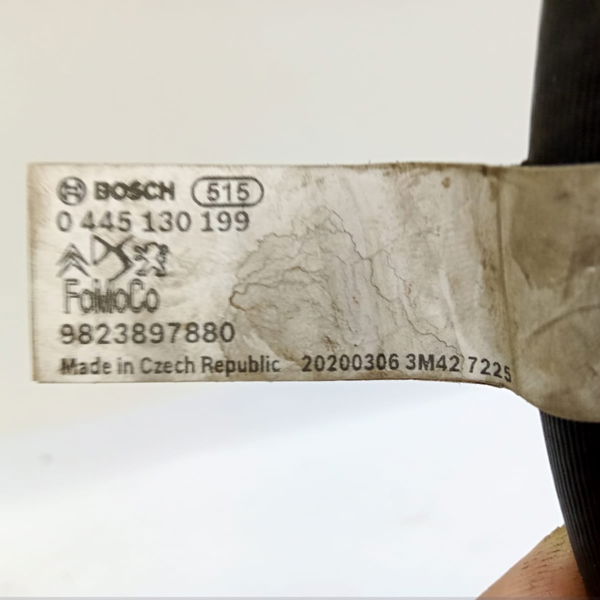 BOSCH 515
0 445 130 199
FoMoCo
9823897880
Made in Czech Republic 20200306 3M42 7225